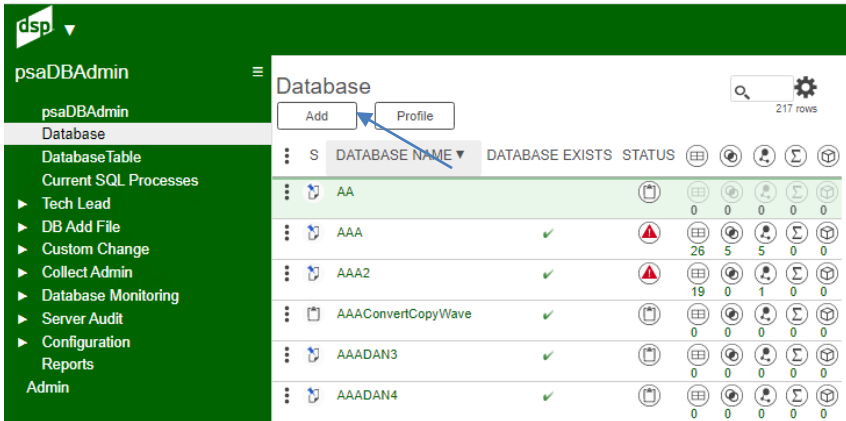 dsp
psaDBAdmin
psaDBAdmin
Database
DatabaseTable
Current SQL Processes
Tech Lead
DB Add File
Custom Change
Collect Admin
Database Monitoring
Server Audit
Configuration
Reports
Admin
Database
217 rows
Add Profile
S DATABASE NAME DATABASE EXISTS STATUS
AA
0 0 0 0 0
AAA
26 5 5 0 0
AAA2
19 0 1 0 0
AAAConvertCopyWave
0 0 0 0 0
AAADAN3
0 0 0 0 0
AAADAN4
0 0 0 0 0